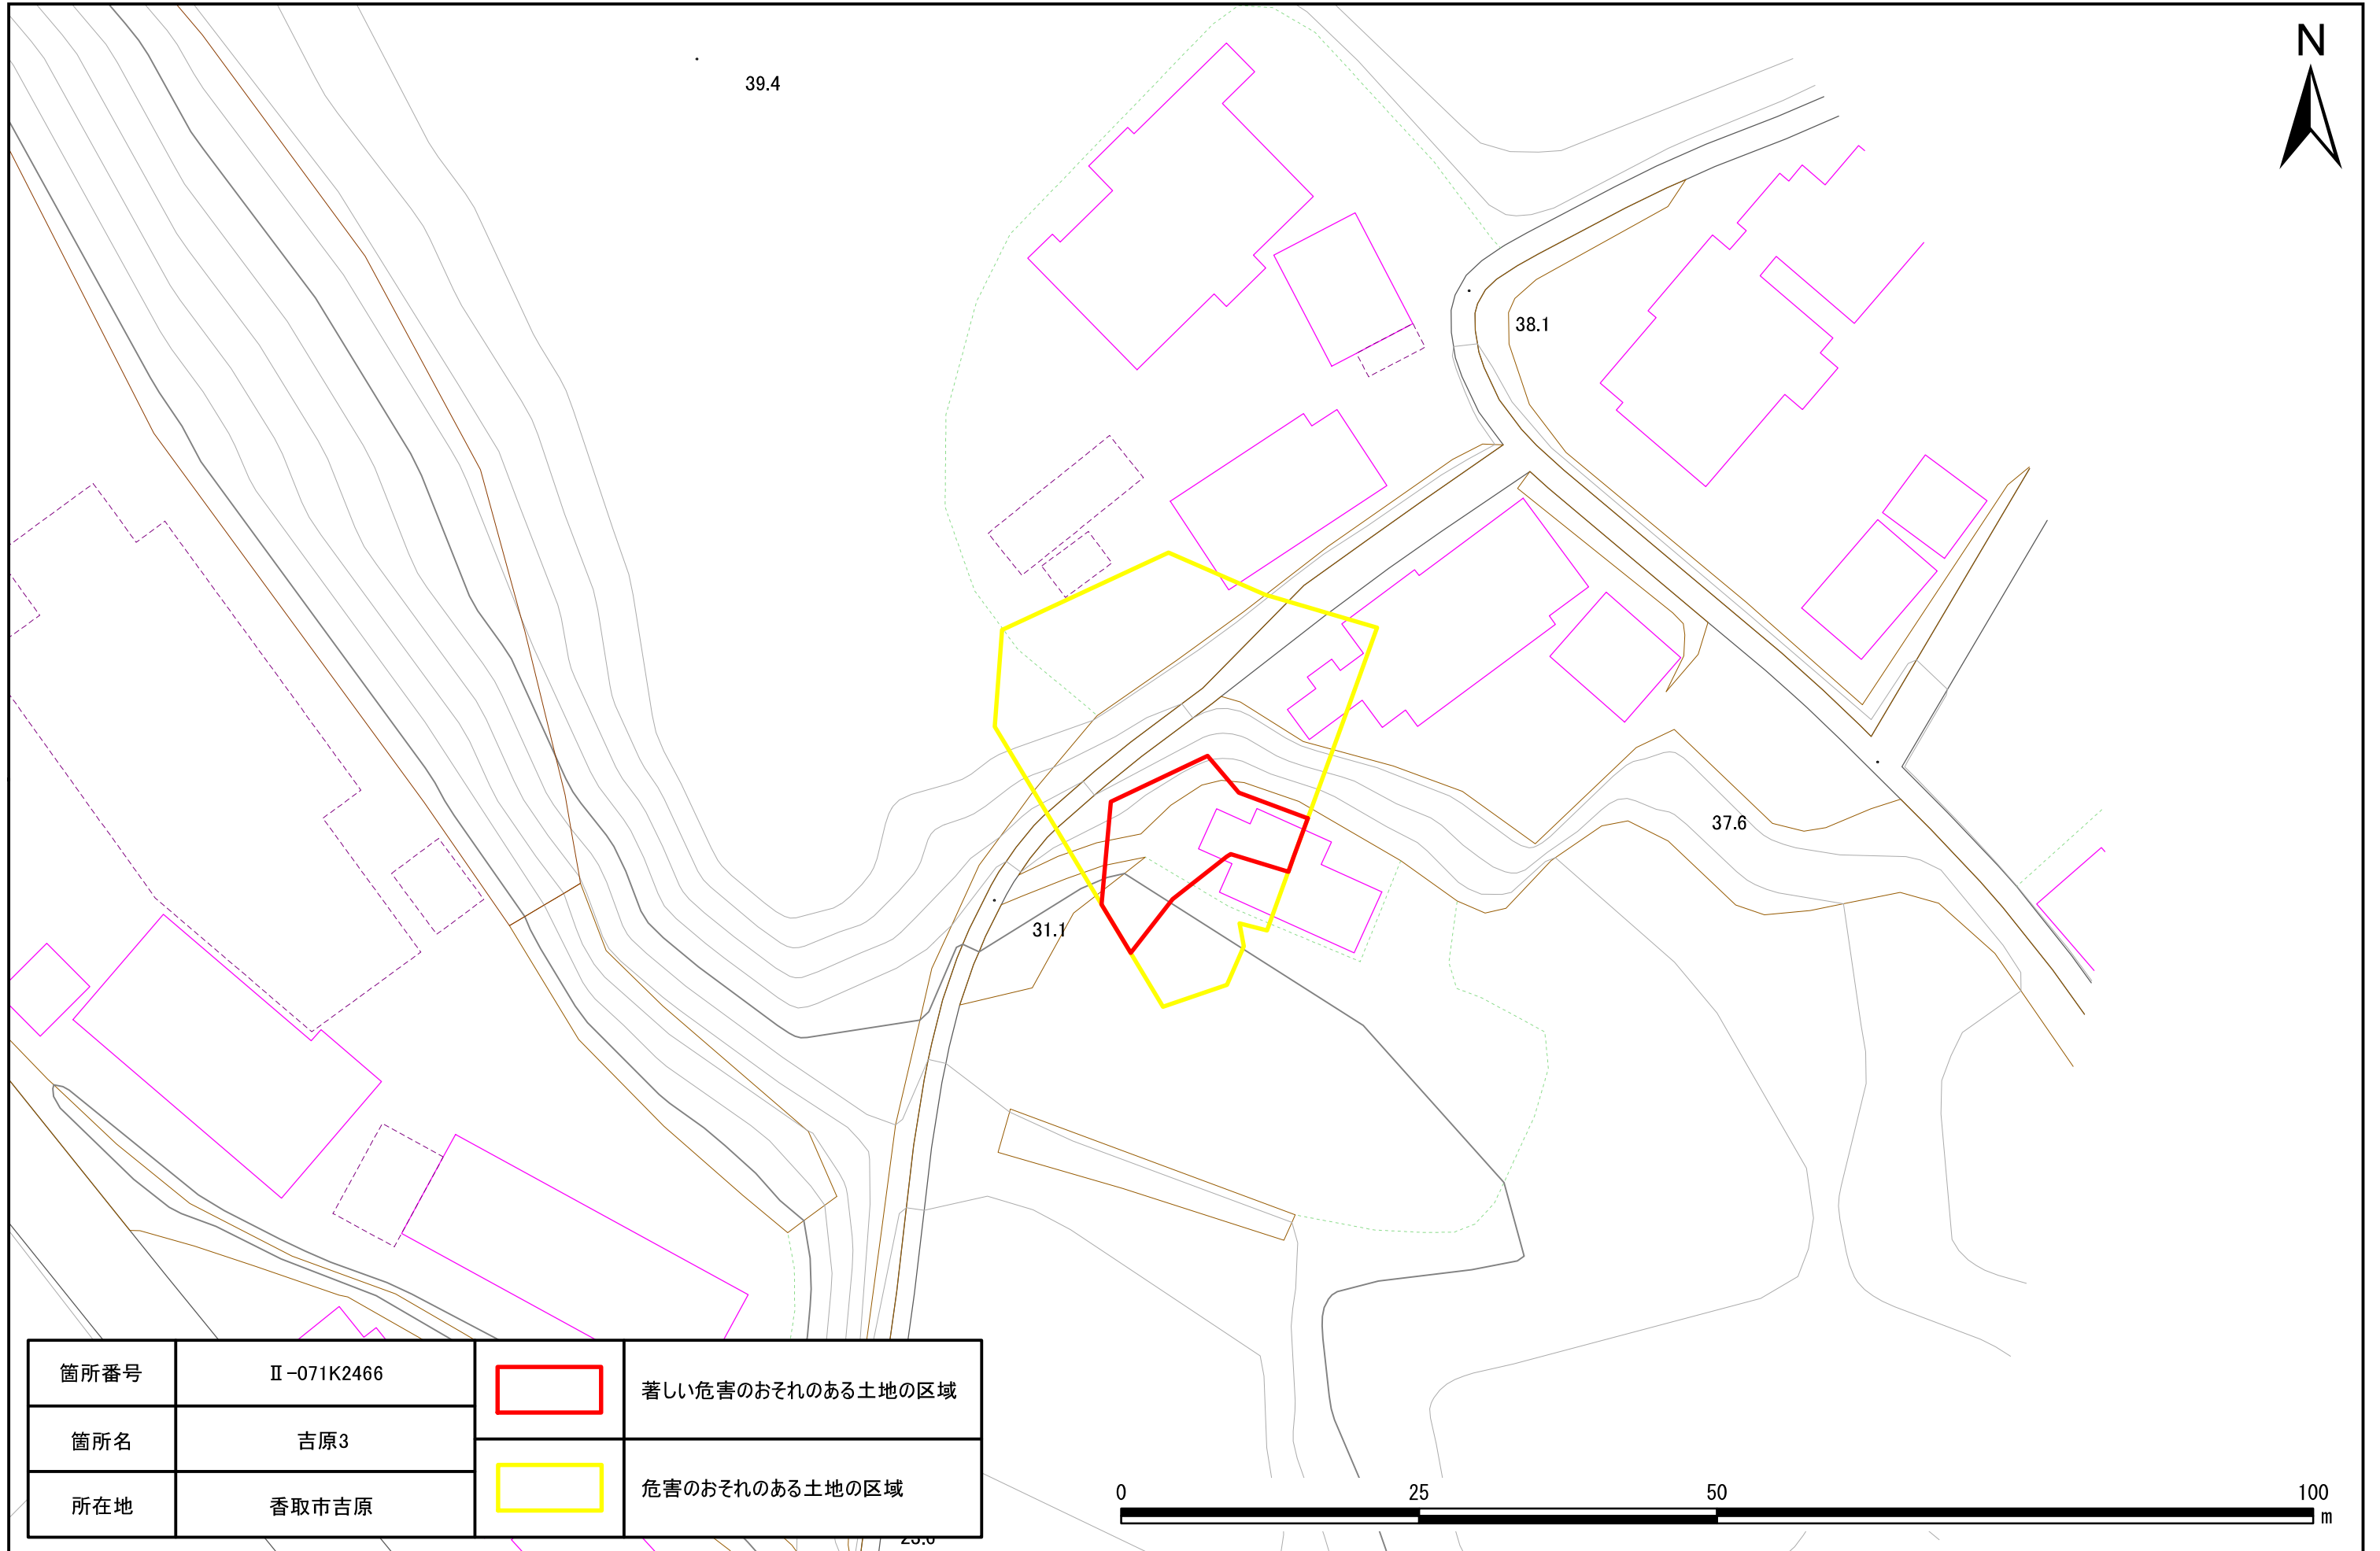 N
39.4
38.1
37.6
31.1
箇所番号 Ⅱ-071K2466
箇所名 吉原3
所在地 香取市吉原
著しい危害のおそれのある土地の区域
危害のおそれのある土地の区域
0 25 50 100
m